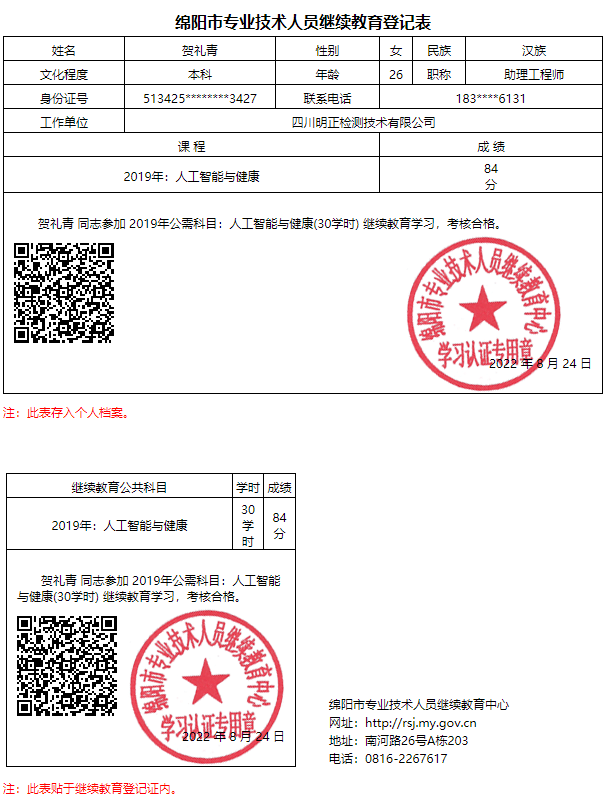 绵阳市专业技术人员继续教育登记表
姓名 贺礼青 性别 女 民族 汉族
文化程度 本科 年龄 26 职称 助理工程师
身份证号 513425********3427 联系电话 183****6131
工作单位 四川明正检测技术有限公司
课 程 成 绩
2019年：人工智能与健康 84
分
贺礼青 同志参加 2019年公需科目：人工智能与健康(30学时) 继续教育学习，考核合格。
绵阳市专业技术人员继续教育中心
学习认证专用章
2022 年 8 月 24 日
注：此表存入个人档案。
继续教育公共科目 学时 成绩
2019年：人工智能与健康 30学时 84分
贺礼青 同志参加 2019年公需科目：人工智能
与健康(30学时) 继续教育学习，考核合格。
绵阳市专业技术人员继续教育中心
学习认证专用章
2022 年 8 月 24 日
绵阳市专业技术人员继续教育中心
网址：http://rsj.my.gov.cn
地址：南河路26号A栋203
电话：0816-2267617
注：此表贴于继续教育登记证内。